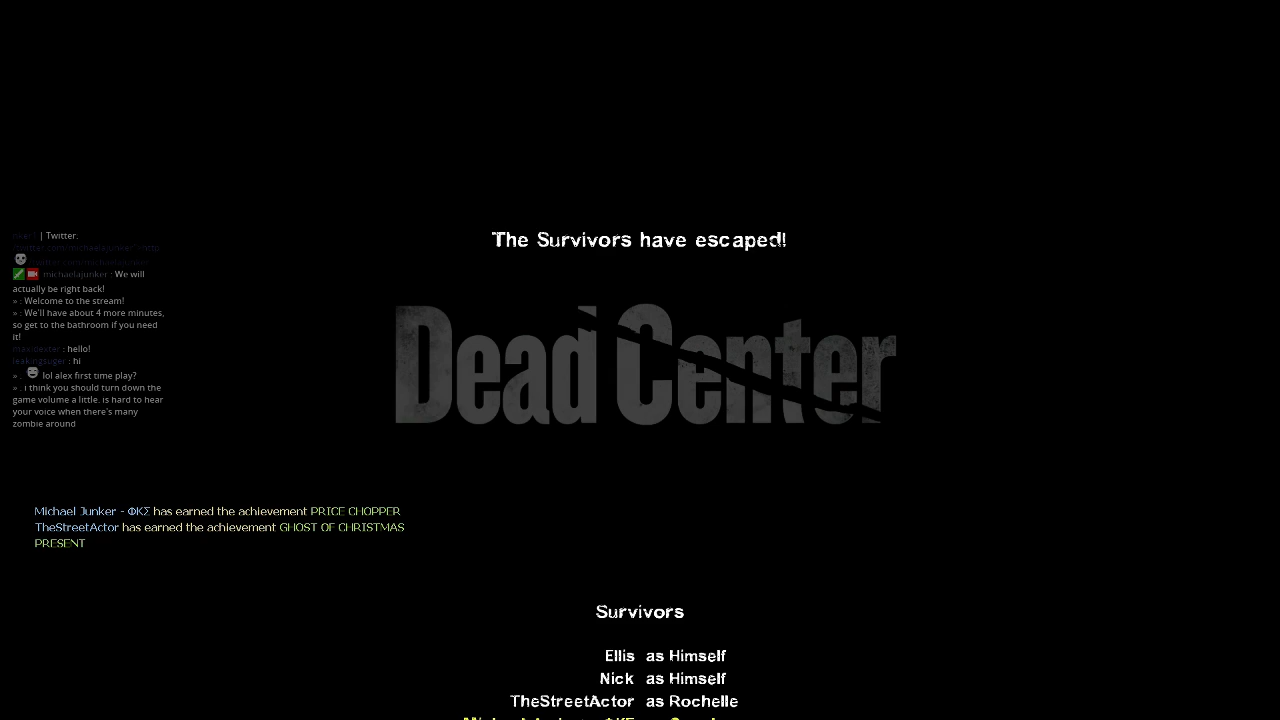 The Survivors have escaped!
| Twitter.
michaelajunker : We will
actually be right back!
» : Welcome to the stream!
» : We'll have about 4 more minutes,
so get to the bathroom if you need
it!
: hello!
leakingsuger : hi
» : lol alex first time play?
» : i think you should turn down the
game volume a little. is hard to hear
your voice when there's many
zombie around
Dead Center
Michael Junker - ΦΚΣ has earned the achievement PRICE CHOPPER
TheStreetActor has earned the achievement GHOST OF CHRISTMAS
PRESENT
Survivors
Ellis as Himself
Nick as Himself
TheStreetActor as Rochelle